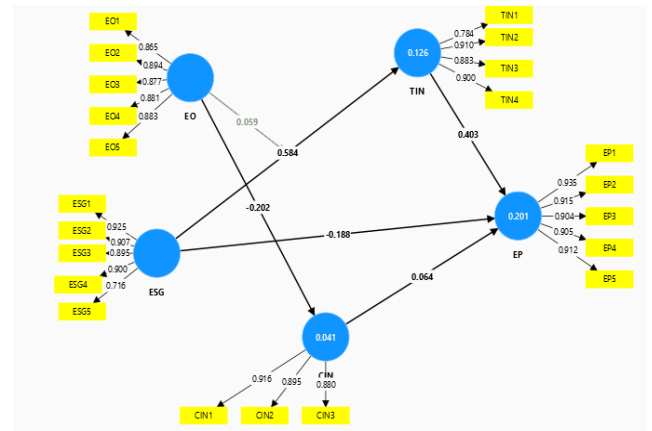 EO1
EO2
EO3
EO4
EO5
0.865
0.894
0.877
0.881
0.883
EO
0.126
TIN
0.784
0.910
0.883
0.900
TIN1
TIN2
TIN3
TIN4
0.059
0.584
0.403
-0.202
-0.188
0.064
ESG1
ESG2
ESG3
ESG4
ESG5
0.925
0.907
0.895
0.900
0.716
ESG
0.201
EP
0.935
0.915
0.904
0.905
0.912
EP1
EP2
EP3
EP4
EP5
0.041
CIN
0.916
0.895
0.880
CIN1
CIN2
CIN3